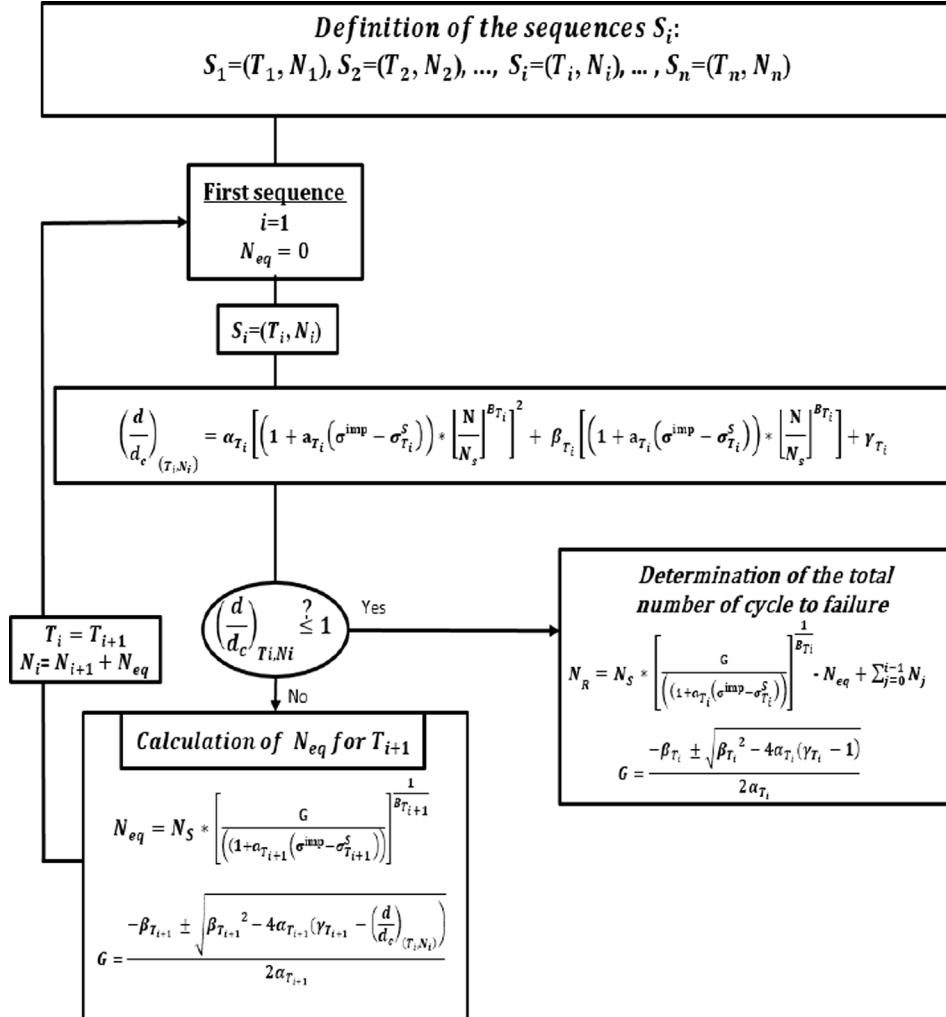 Definition of the sequences Sᵢ:
S₁=(T₁, N₁), S₂=(T₂, N₂), ..., Sᵢ=(Tᵢ, Nᵢ), ... , Sₙ=(Tₙ, Nₙ)
First sequence
i=1
N_eq = 0
Sᵢ=(Tᵢ, Nᵢ)
(d/d_c)_(Tᵢ,Nᵢ) = α_Tᵢ [(1 + a_Tᵢ(σ^imp − σ^S_Tᵢ)) * [N/N_s]^B_Tᵢ]² + β_Tᵢ [(1 + a_Tᵢ(σ^imp − σ^S_Tᵢ)) * [N/N_s]^B_Tᵢ] + γ_Tᵢ
(d/d_c)_Ti,Ni ≤? 1
Yes
No
Determination of the total
number of cycle to failure
N_R = N_S * [G/((1+a_Tᵢ(σ^imp−σ^S_Tᵢ)))]^(1/B_Ti) - N_eq + ∑_{j=0}^{i−1} N_j
G = (−β_Tᵢ ± √(β_Tᵢ² − 4α_Tᵢ(γ_Tᵢ − 1)))/(2α_Tᵢ)
Tᵢ = Tᵢ₊₁
Nᵢ= Nᵢ₊₁ + N_eq
Calculation of N_eq for Tᵢ₊₁
N_eq = N_S * [G/((1+a_Tᵢ₊₁(σ^imp−σ^S_Tᵢ₊₁)))]^(1/B_Tᵢ₊₁)
G = (−β_Tᵢ₊₁ ± √(β_Tᵢ₊₁² − 4α_Tᵢ₊₁(γ_Tᵢ₊₁ − (d/d_c)_(Tᵢ,Nᵢ))))/(2α_Tᵢ₊₁)